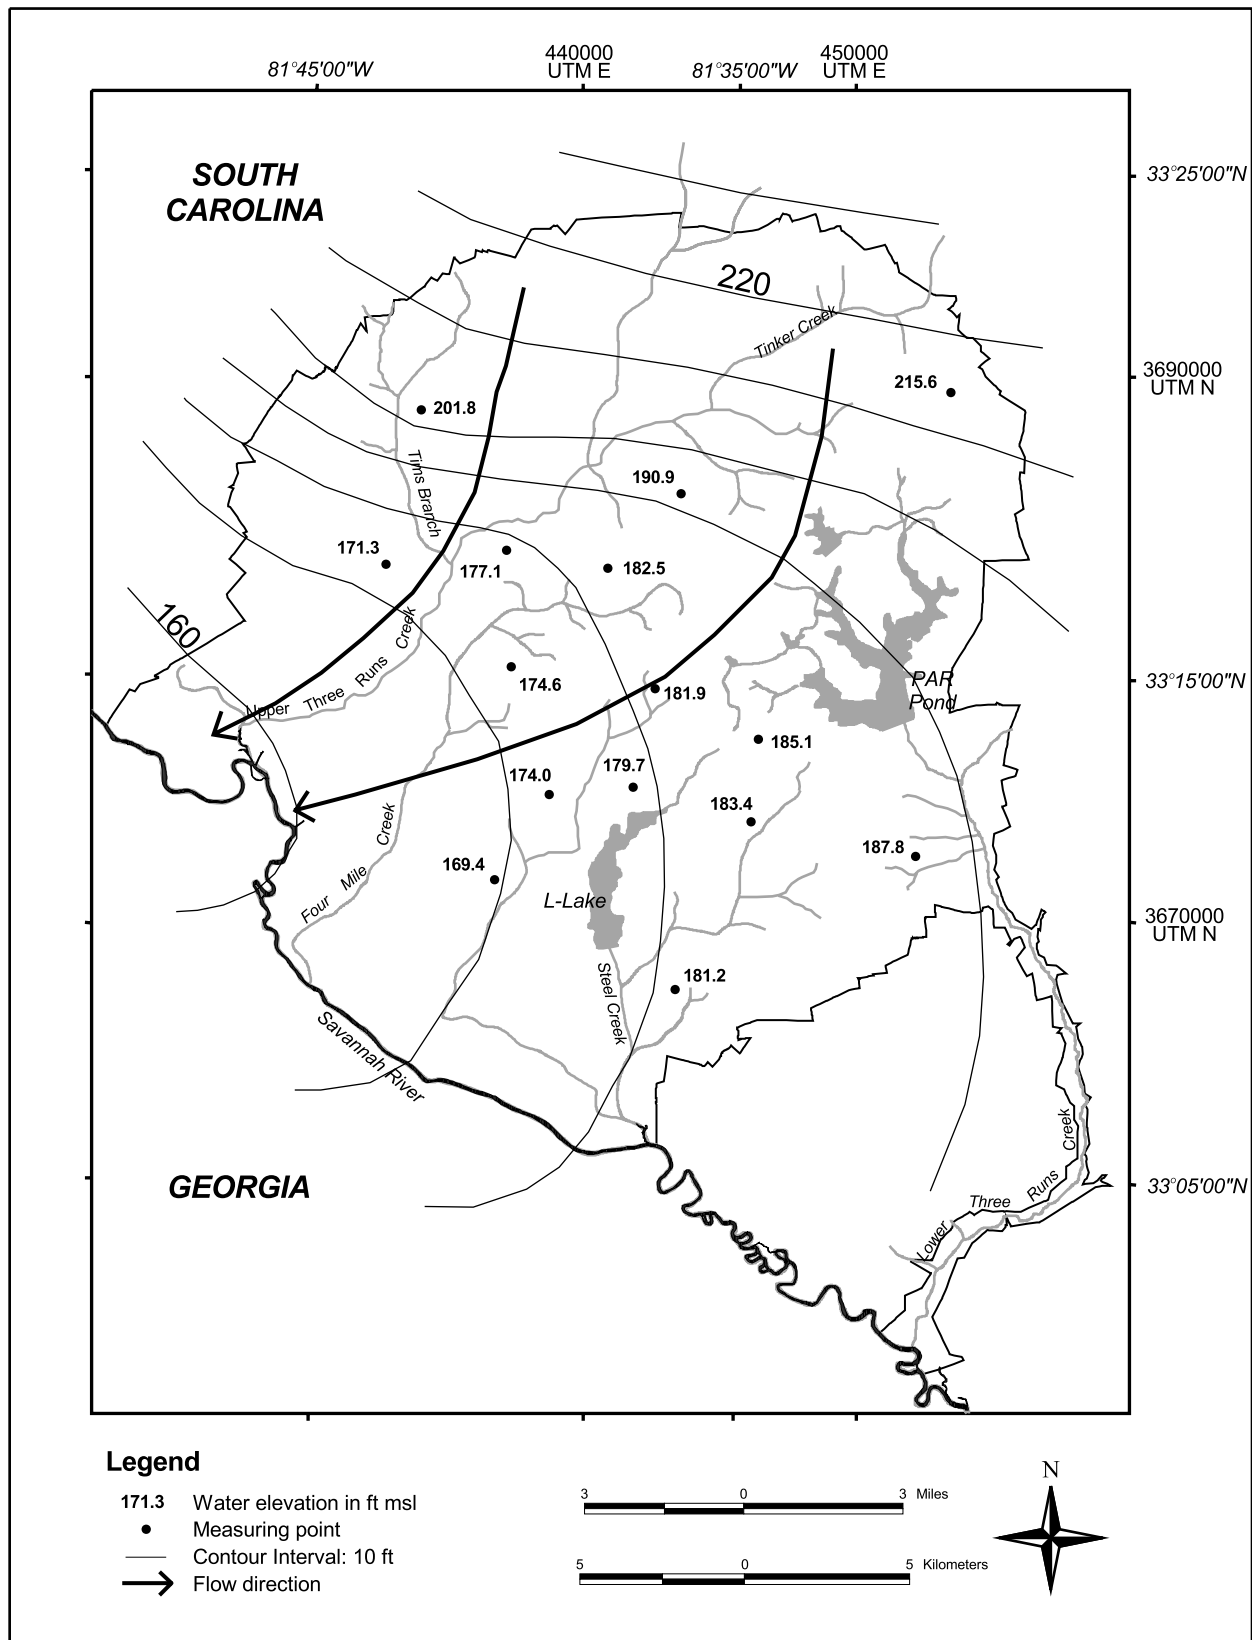 440000
UTM E
450000
UTM E
81°45'00"W
81°35'00"W
SOUTH
CAROLINA
33°25'00"N
220
Tinker Creek
3690000
UTM N
215.6
201.8
Tims Branch
190.9
171.3
177.1
182.5
160
Upper Three Runs Creek
174.6
181.9
33°15'00"N
PAR
Pond
185.1
174.0
179.7
183.4
187.8
169.4
Four Mile Creek
L-Lake
3670000
UTM N
181.2
Steel Creek
Savannah River
GEORGIA
Lower Three Runs Creek
33°05'00"N
Legend
171.3 Water elevation in ft msl
Measuring point
Contour Interval: 10 ft
Flow direction
3 0 3 Miles
5 0 5 Kilometers
N